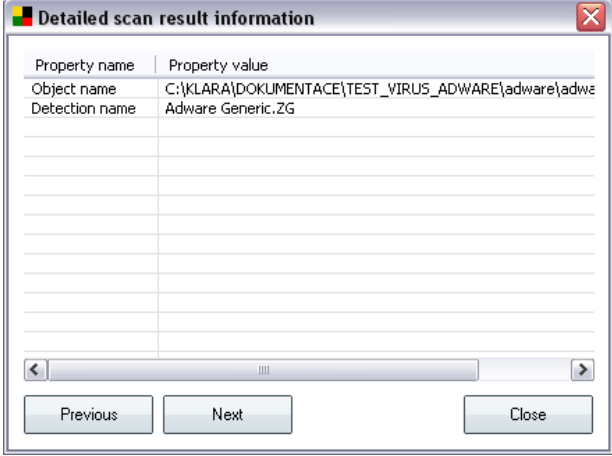 Detailed scan result information
Property name Property value
Object name C:\KLARA\DOKUMENTACE\TEST_VIRUS_ADWARE\adware\adwa
Detection name Adware Generic.ZG
Previous Next Close